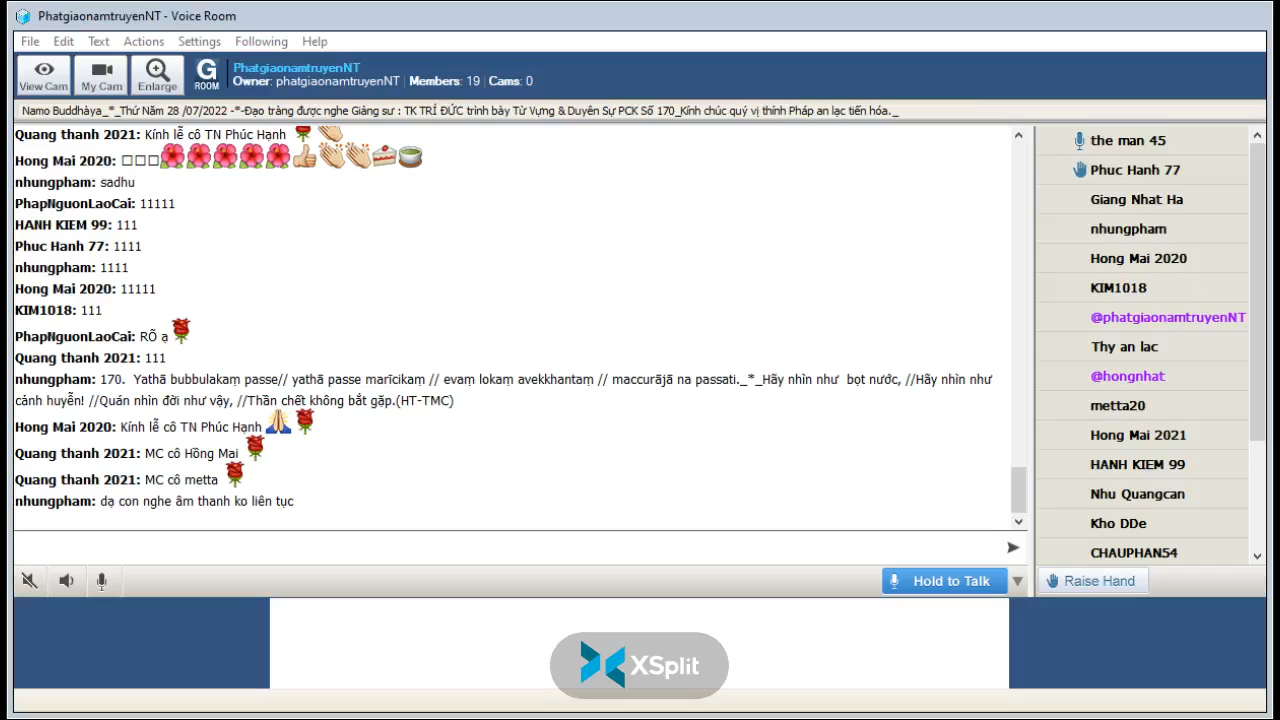 PhatgiaonamtruyenNT - Voice Room
File Edit Text Actions Settings Following Help
View Cam My Cam Enlarge G ROOM
PhatgiaonamtruyenNT
Owner: phatgiaonamtruyenNT | Members: 19 | Cams: 0
Namo Buddhàya_*_Thứ Năm 28 /07/2022 -*-Đạo tràng được nghe Giảng sư : TK TRÍ ĐỨC trình bày Từ Vựng & Duyên Sự PCK Số 170_Kính chúc quý vị thính Pháp an lạc tiến hóa._
Quang thanh 2021: Kính lễ cô TN Phúc Hạnh
Hong Mai 2020: □□□
nhungpham: sadhu
PhapNguonLaoCai: 11111
HANH KIEM 99: 111
Phuc Hanh 77: 1111
nhungpham: 1111
Hong Mai 2020: 11111
KIM1018: 111
PhapNguonLaoCai: RÕ ạ
Quang thanh 2021: 111
nhungpham: 170. Yathā bubbulakaṃ passe// yathā passe marīcikaṃ // evaṃ lokaṃ avekkhantaṃ // maccurājā na passati._*_Hãy nhìn như bọt nước, //Hãy nhìn như
cảnh huyễn! //Quán nhìn đời như vậy, //Thần chết không bắt gặp.(HT-TMC)
Hong Mai 2020: Kính lễ cô TN Phúc Hạnh
Quang thanh 2021: MC cô Hồng Mai
Quang thanh 2021: MC cô metta
nhungpham: dạ con nghe âm thanh ko liên tục
Hold to Talk
the man 45
Phuc Hanh 77
Giang Nhat Ha
nhungpham
Hong Mai 2020
KIM1018
@phatgiaonamtruyenNT
Thy an lac
@hongnhat
metta20
Hong Mai 2021
HANH KIEM 99
Nhu Quangcan
Kho DDe
CHAUPHAN54
Raise Hand
XSplit